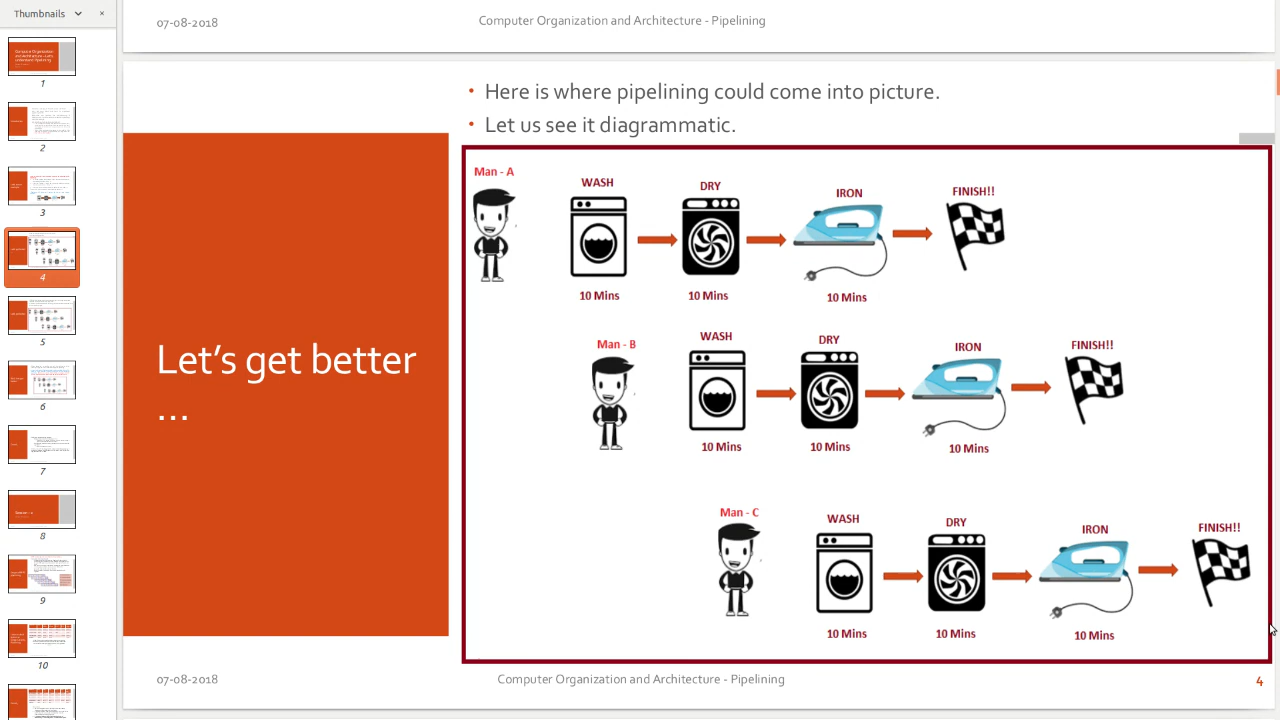 Thumbnails
07-08-2018
Computer Organization and Architecture - Pipelining
• Here is where pipelining could come into picture.
• Let us see it diagrammatic.
Let's get better
...
Man - A
WASH
DRY
IRON
FINISH!!
10 Mins
10 Mins
10 Mins
Man - B
WASH
DRY
IRON
FINISH!!
10 Mins
10 Mins
10 Mins
Man - C
WASH
DRY
IRON
FINISH!!
10 Mins
10 Mins
10 Mins
07-08-2018
Computer Organization and Architecture - Pipelining
4
1
2
3
4
5
6
7
8
9
10